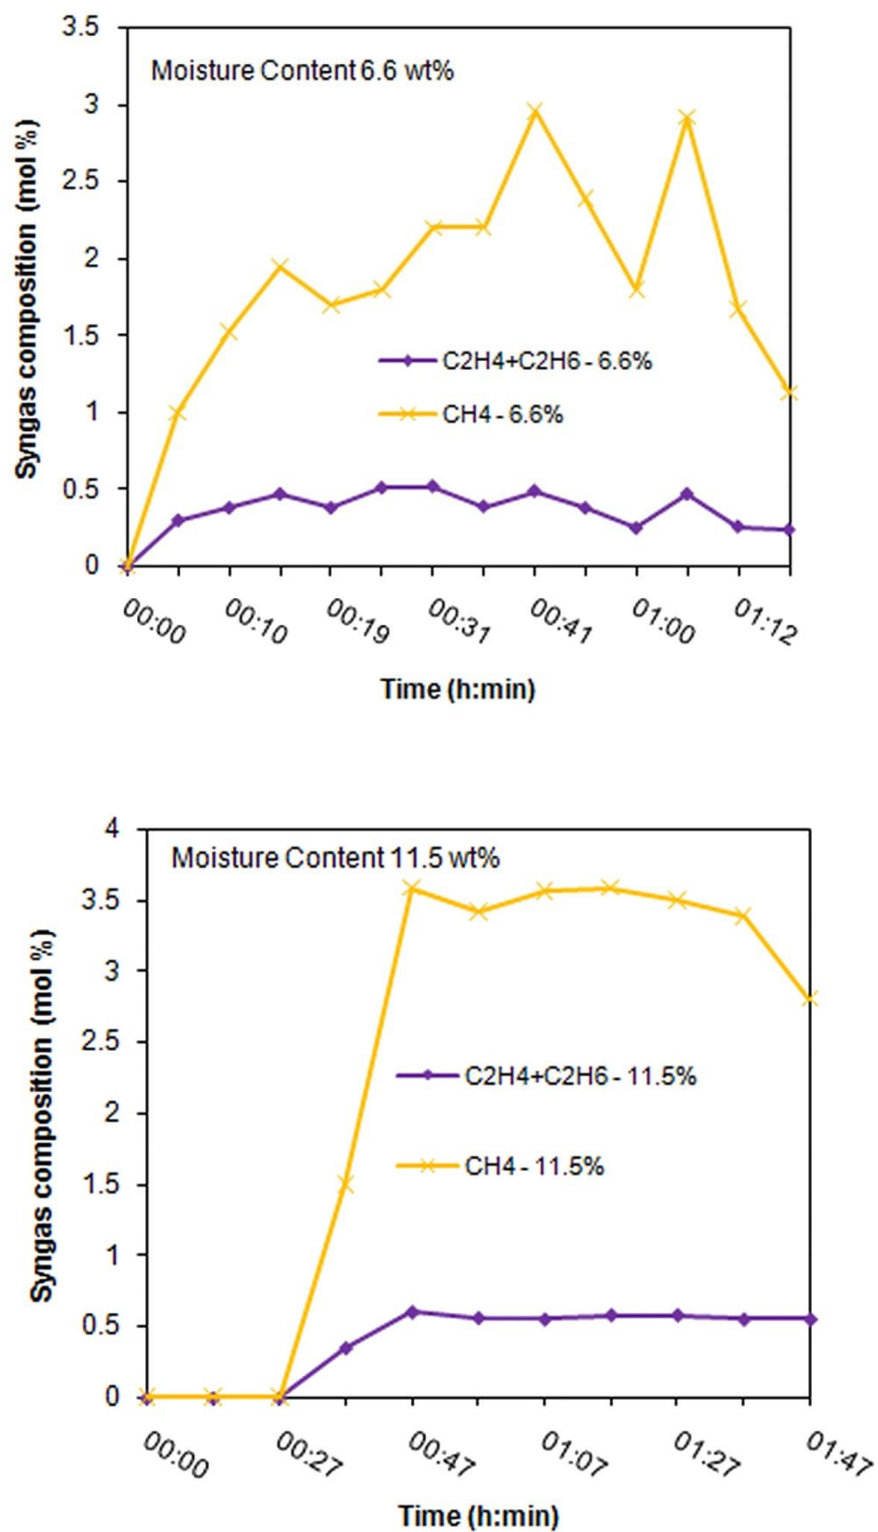 3.5
Moisture Content 6.6 wt%
3
2.5
2
1.5
1
0.5
0
Syngas composition (mol %)
C2H4+C2H6 - 6.6%
CH4 - 6.6%
00:00 00:10 00:19 00:31 00:41 01:00 01:12
Time (h:min)
4
Moisture Content 11.5 wt%
3.5
3
2.5
2
1.5
1
0.5
0
Syngas composition (mol %)
C2H4+C2H6 - 11.5%
CH4 - 11.5%
00:00 00:27 00:47 01:07 01:27 01:47
Time (h:min)